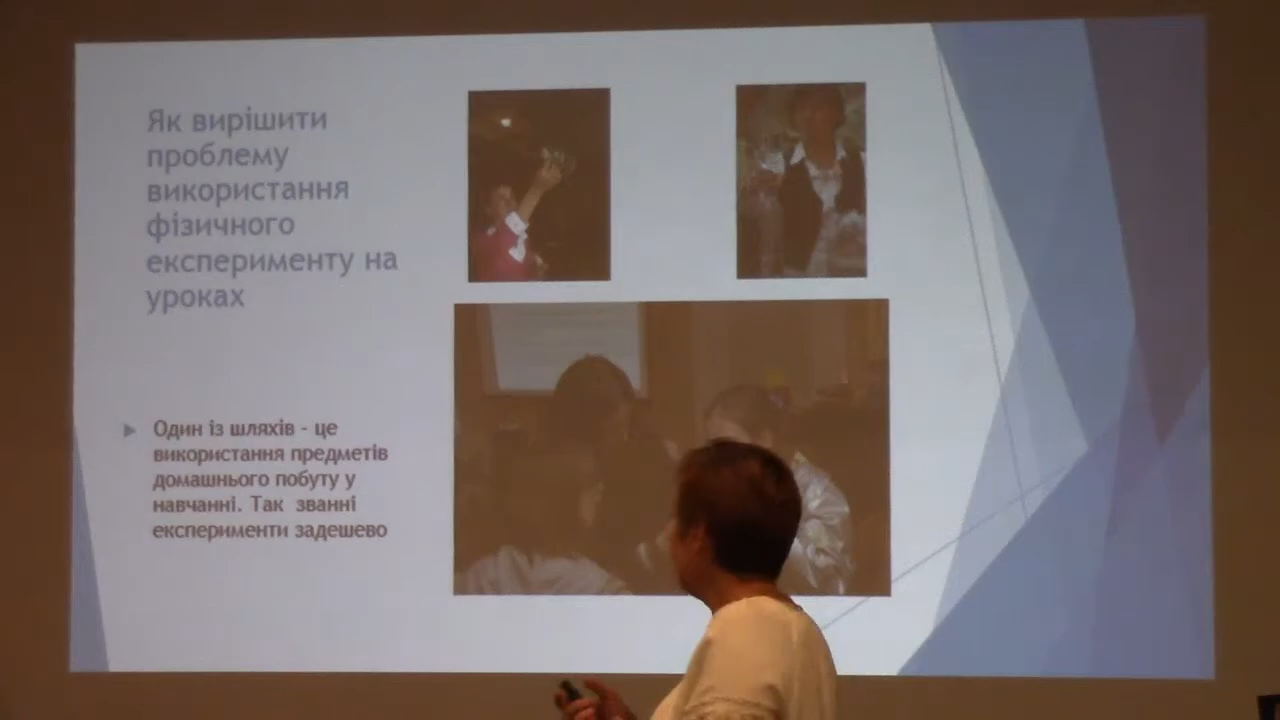 Як вирішити
проблему
використання
фізичного
експерименту на
уроках
Один із шляхів - це
використання предметів
домашнього побуту у
навчанні. Так званні
експерименти задешево